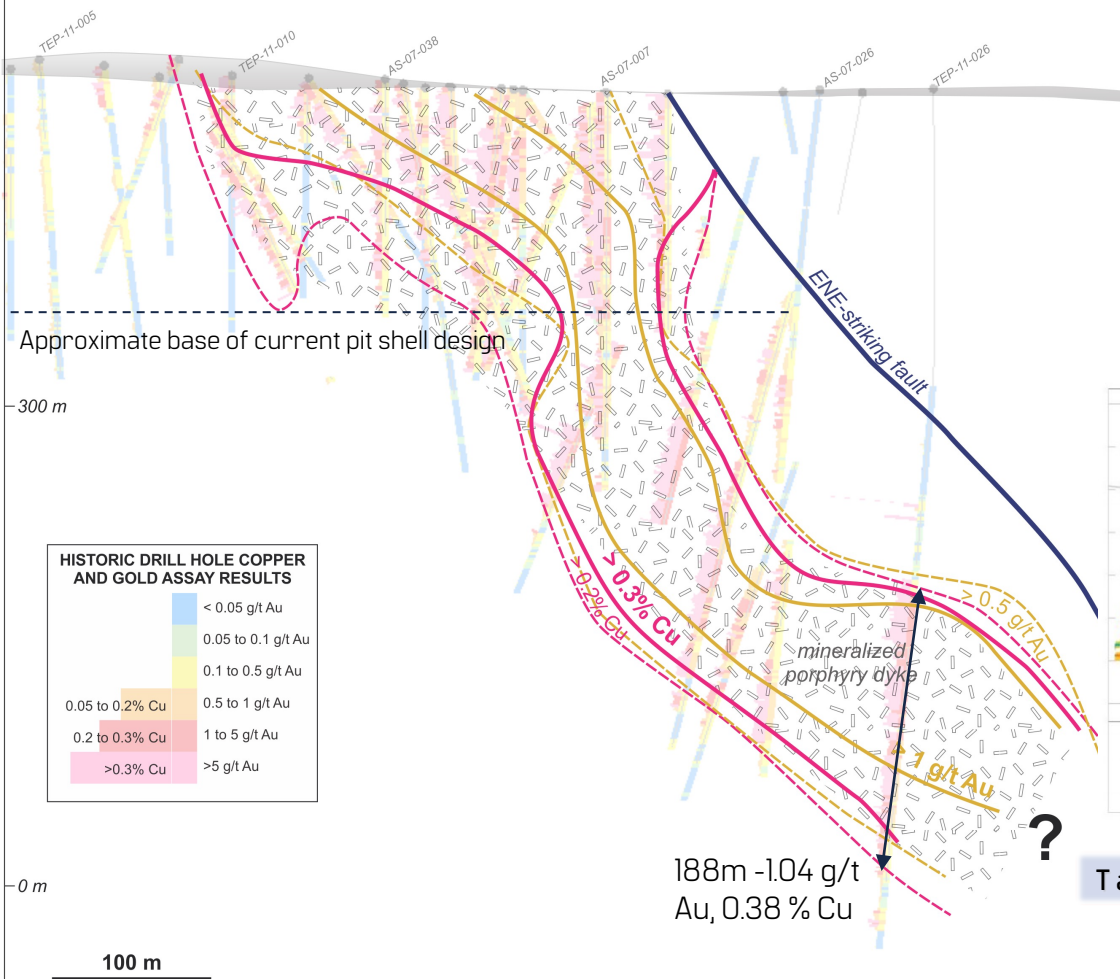 TEP-11-005
TEP-11-010
AS-07-038
AS-07-007
AS-07-026
TEP-11-026
ENE-striking fault
Approximate base of current pit shell design
300 m
HISTORIC DRILL HOLE COPPER
AND GOLD ASSAY RESULTS
< 0.05 g/t Au
0.05 to 0.1 g/t Au
0.1 to 0.5 g/t Au
0.05 to 0.2% Cu
0.5 to 1 g/t Au
0.2 to 0.3% Cu
1 to 5 g/t Au
>0.3% Cu
>5 g/t Au
> 0.2% Cu
> 0.3% Cu
> 0.5 g/t Au
mineralized
porphyry dyke
> 1 g/t Au
?
188m -1.04 g/t
Au, 0.38 % Cu
0 m
100 m